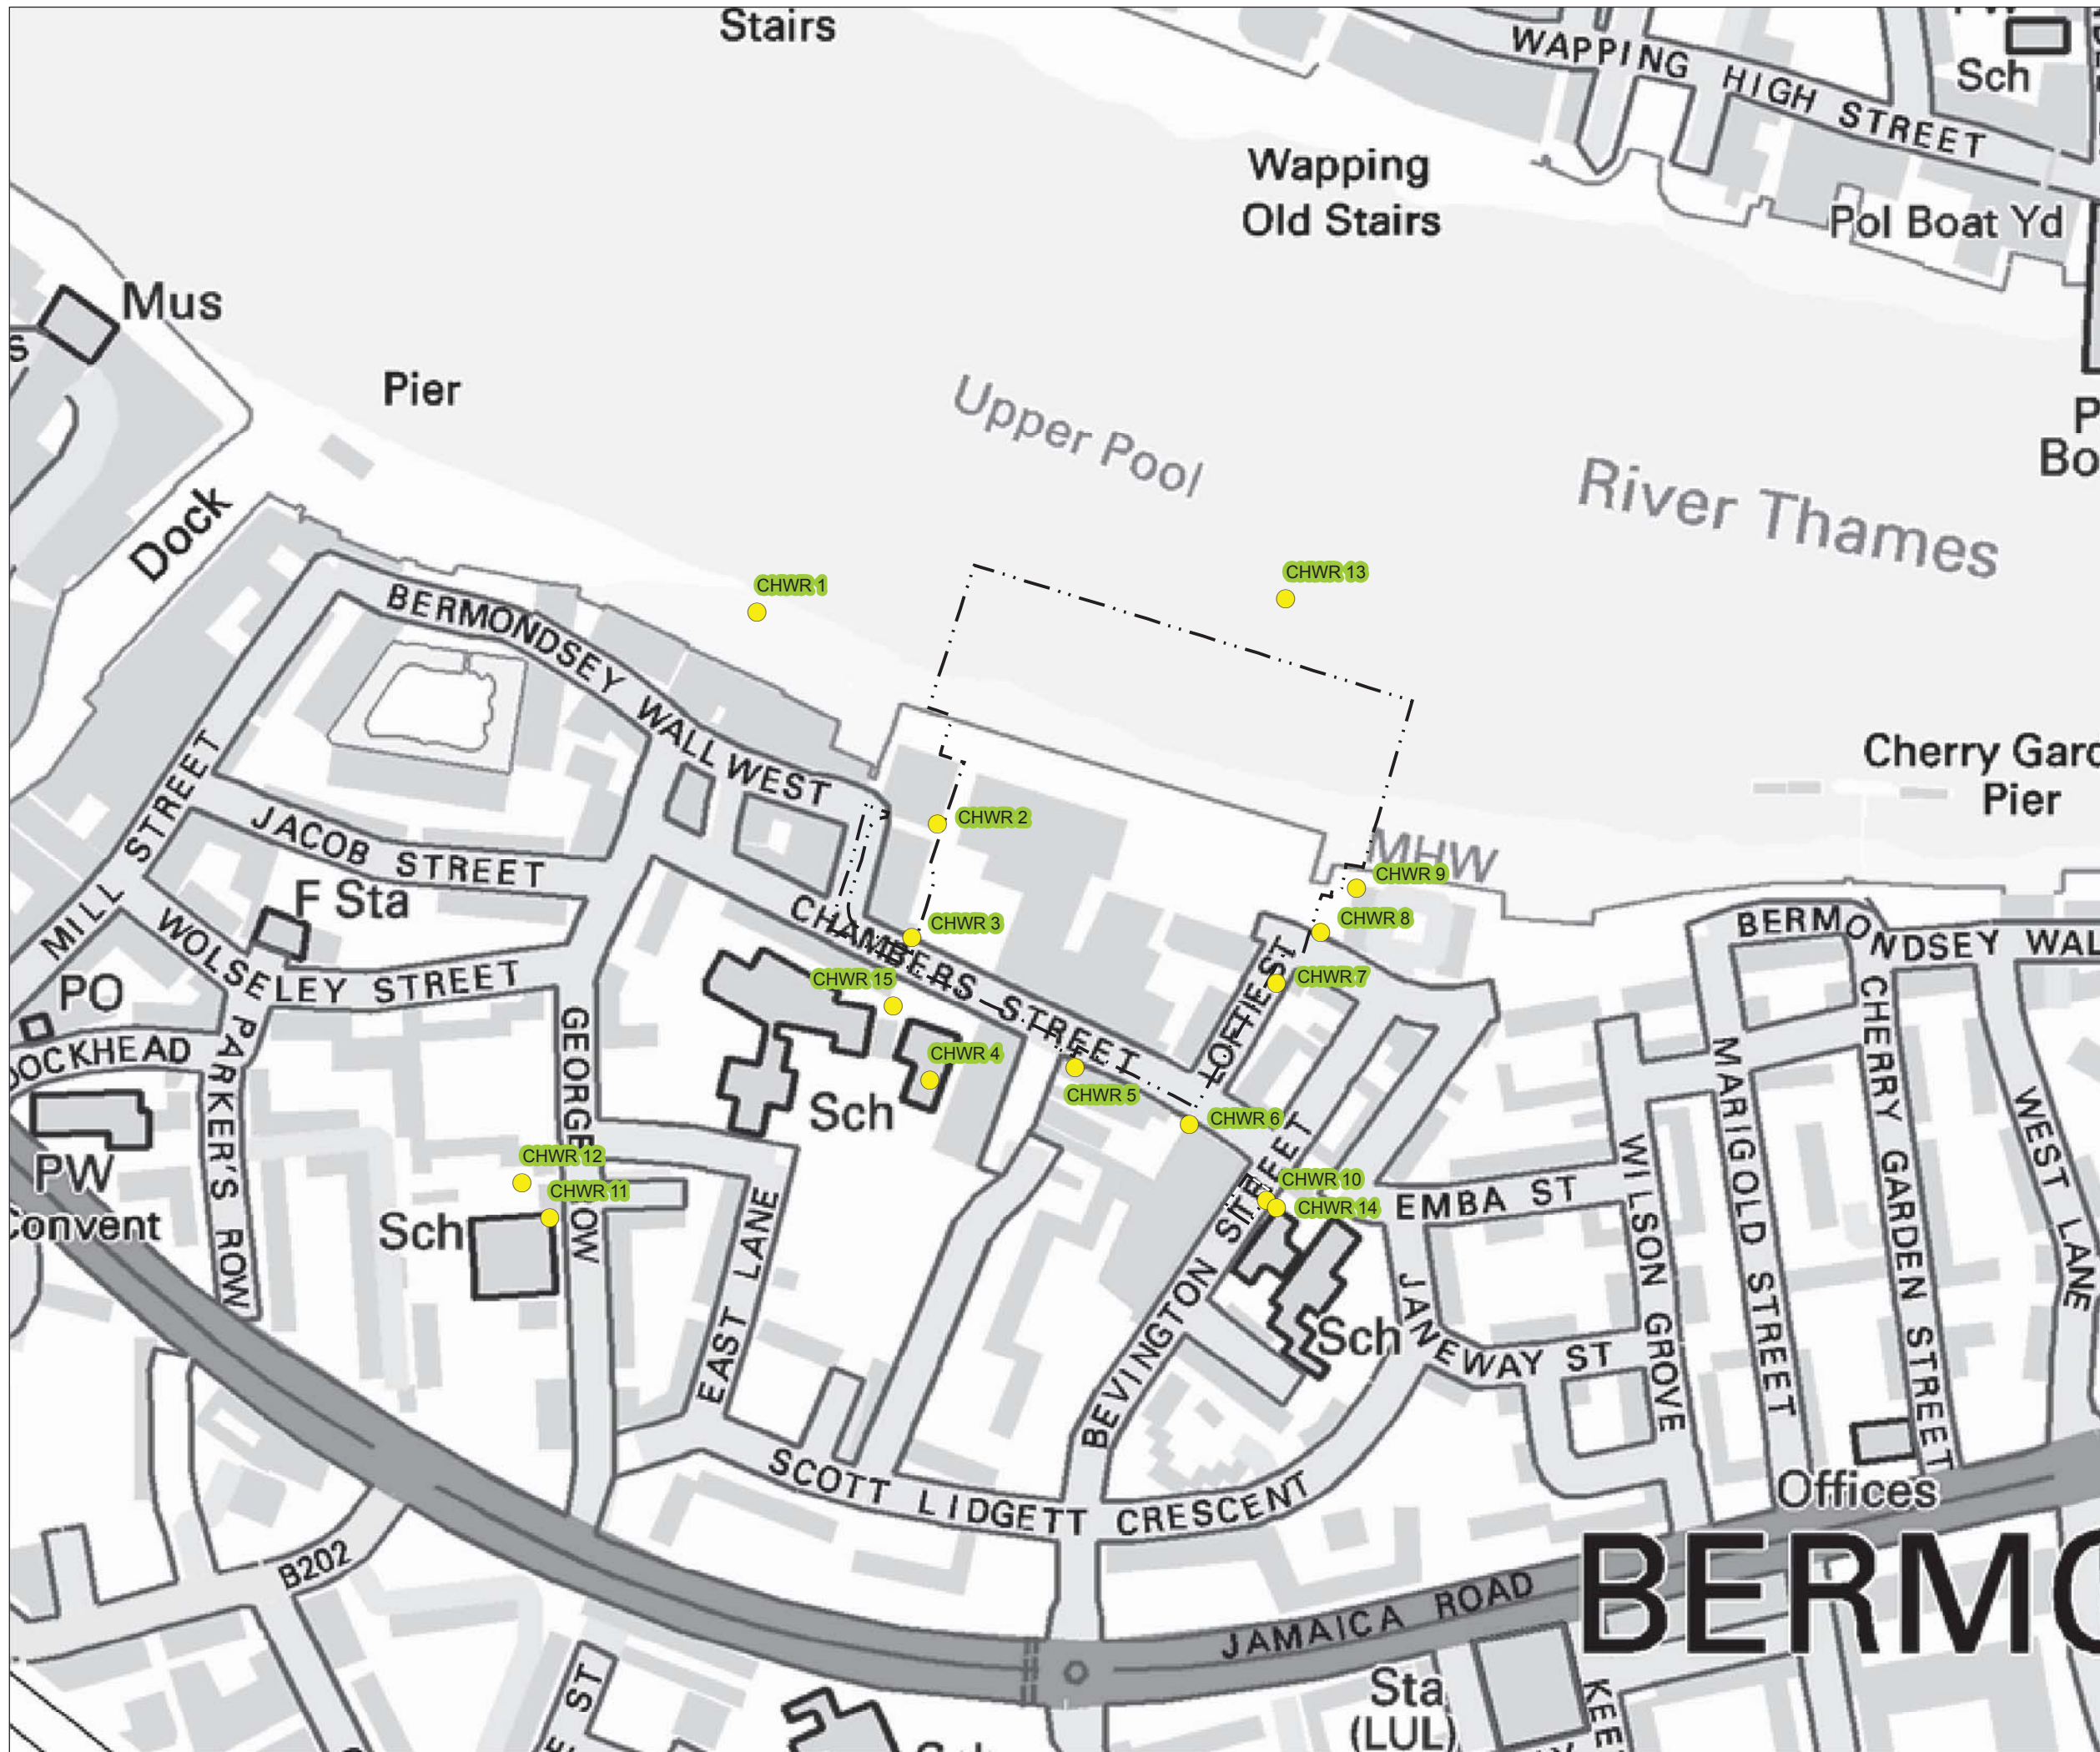 Stairs
WAPPING HIGH STREET
Sch
Wapping
Old Stairs
Pol Boat Yd
Mus
Pier
Upper Pool
River Thames
Dock
CHWR 1
CHWR 13
BERMONDSEY WALL WEST
Cherry Gard
Pier
MHW
CHWR 2
CHWR 9
CHWR 8
CHWR 3
CHWR 7
CHWR 15
JACOB STREET
MILL STREET
F Sta
WOLSELEY STREET
CHAMBERS STREET
LOFTIE ST
BERMONDSEY WAL
PO
DOCKHEAD
PARKER'S ROW
GEORGE ROW
CHWR 4
Sch
CHWR 5
CHWR 6
CHERRY GARDEN STREET
MARIGOLD STREET
WEST LANE
WILSON GROVE
PW
Convent
CHWR 12
CHWR 11
Sch
CHWR 10
CHWR 14
EMBA ST
EAST LANE
BEVINGTON STREET
Sch
JANEWAY ST
SCOTT LIDGETT CRESCENT
Offices
B202
BERMO
JAMAICA ROAD
Sta
(LUL)
KEE
E ST